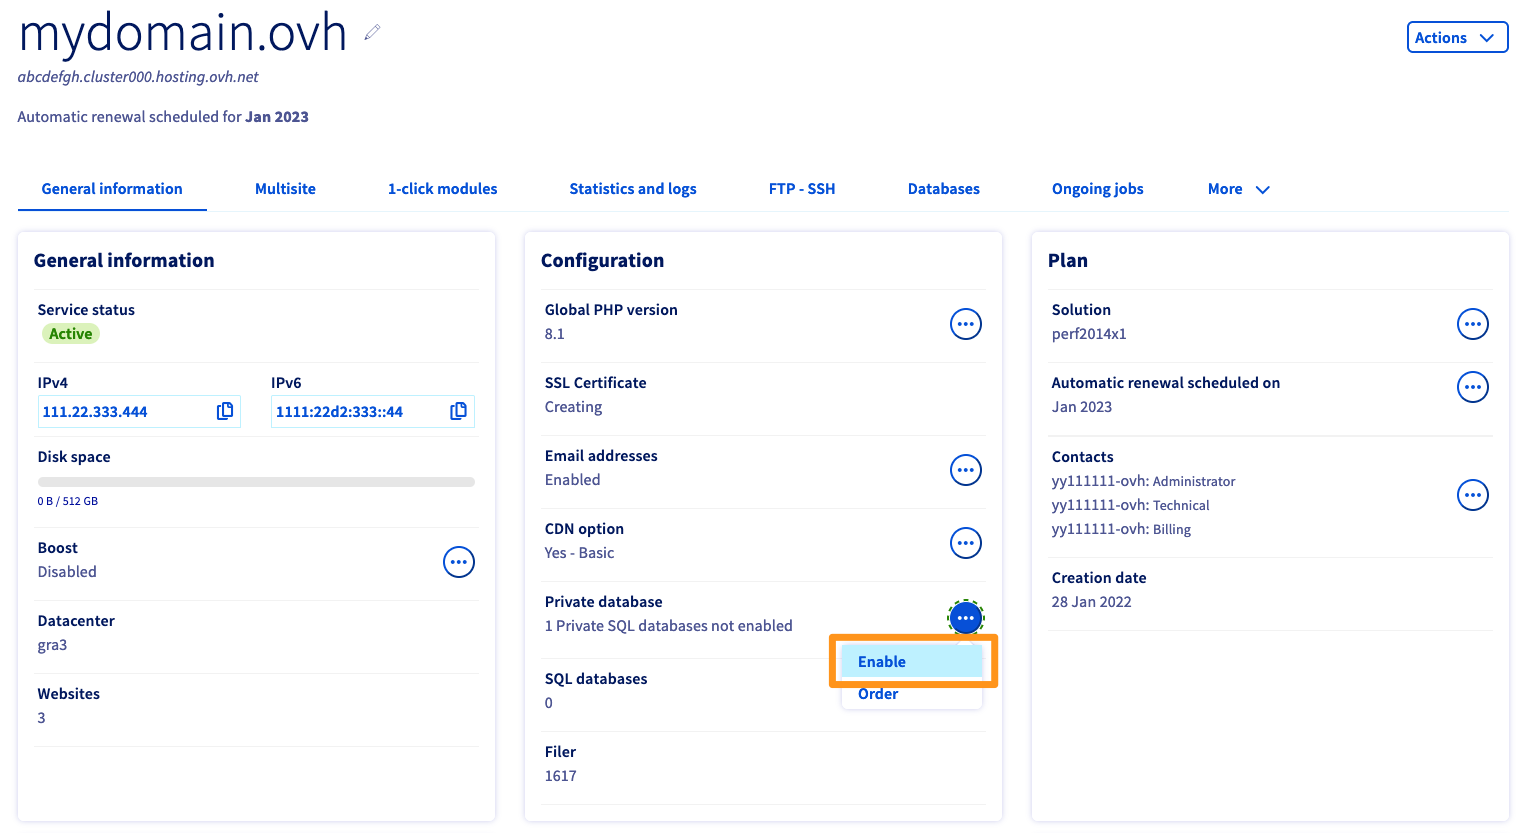 mydomain.ovh
Actions
abcdefgh.cluster000.hosting.ovh.net
Automatic renewal scheduled for Jan 2023
General information
Multisite
1-click modules
Statistics and logs
FTP - SSH
Databases
Ongoing jobs
More
General information
Service status
Active
IPv4
IPv6
111.22.333.444
1111:22d2:333::44
Disk space
0 B / 512 GB
Boost
Disabled
Datacenter
gra3
Websites
3
Configuration
Global PHP version
8.1
SSL Certificate
Creating
Email addresses
Enabled
CDN option
Yes - Basic
Private database
1 Private SQL databases not enabled
Enable
Order
SQL databases
0
Filer
1617
Plan
Solution
perf2014x1
Automatic renewal scheduled on
Jan 2023
Contacts
yy111111-ovh: Administrator
yy111111-ovh: Technical
yy111111-ovh: Billing
Creation date
28 Jan 2022